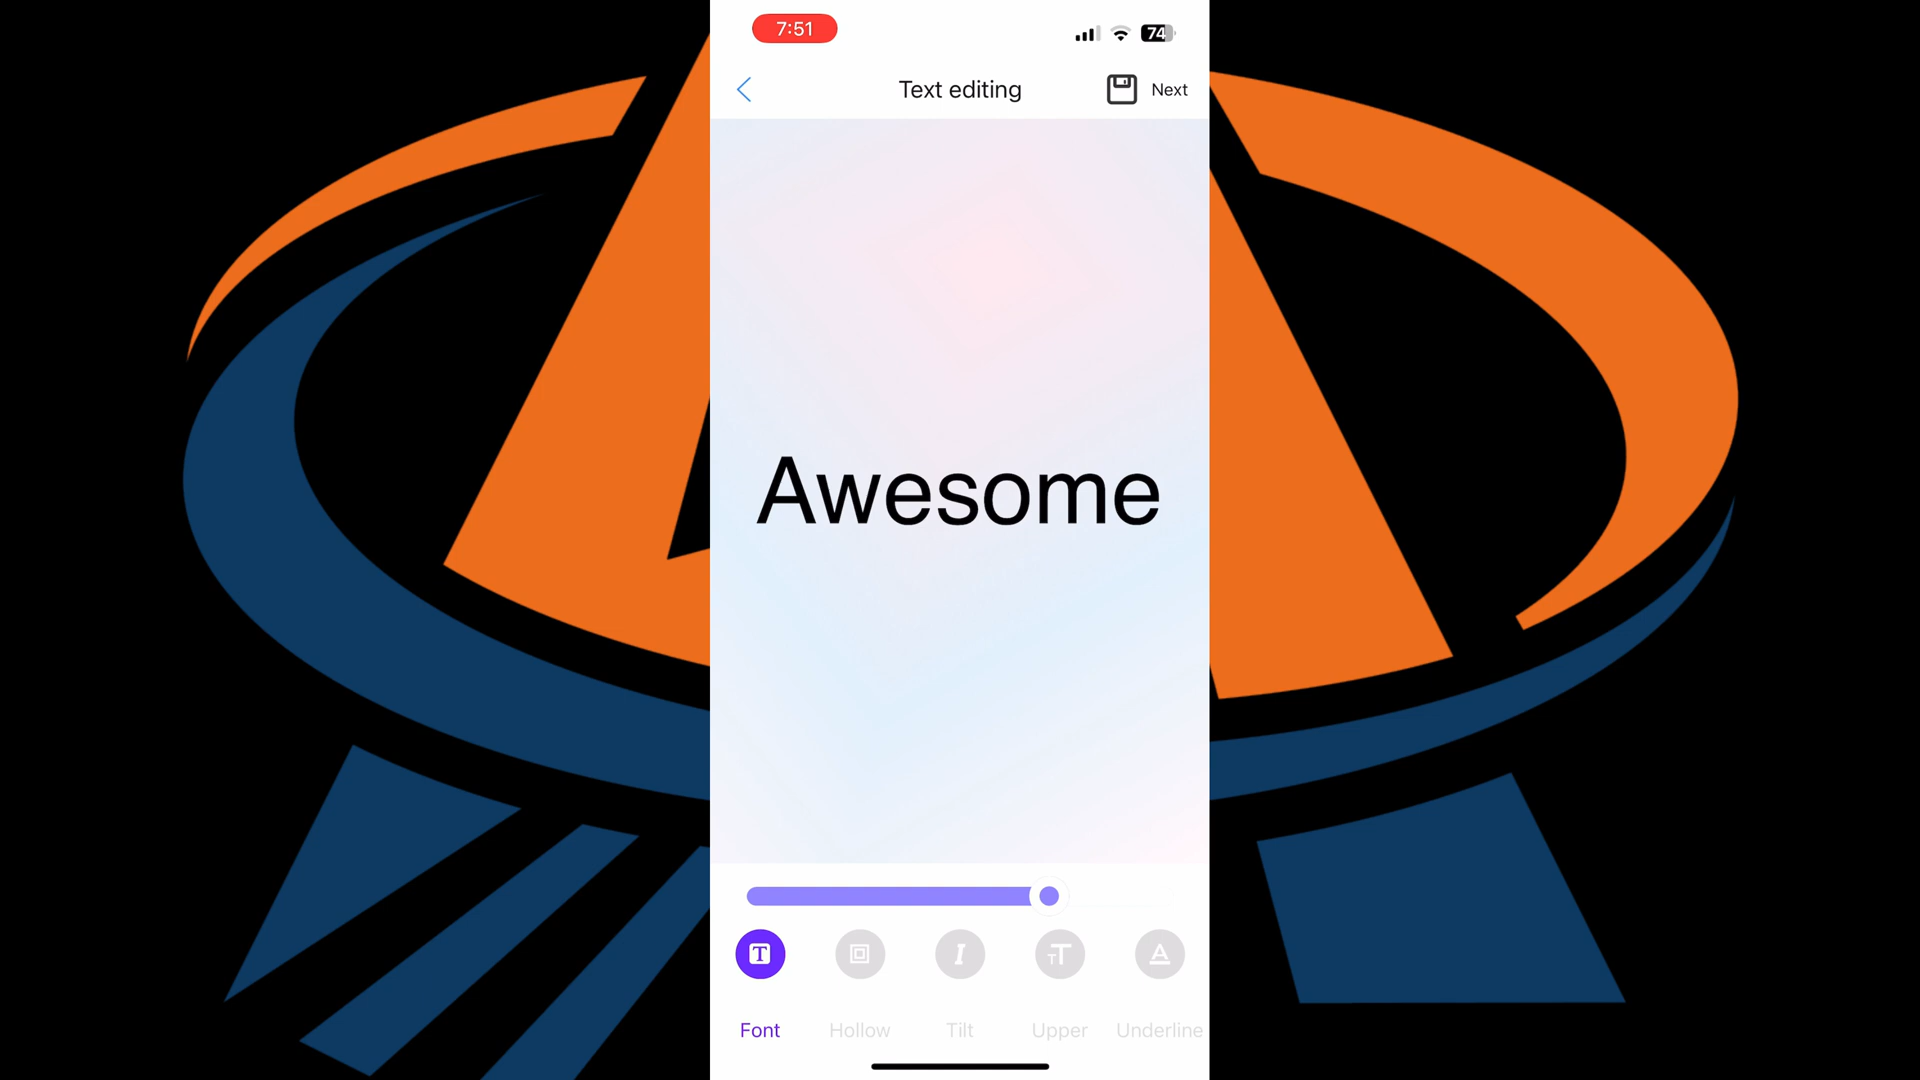 7:51
74
Text editing
Next
Awesome
Font
Hollow
Tilt
Upper
Underline